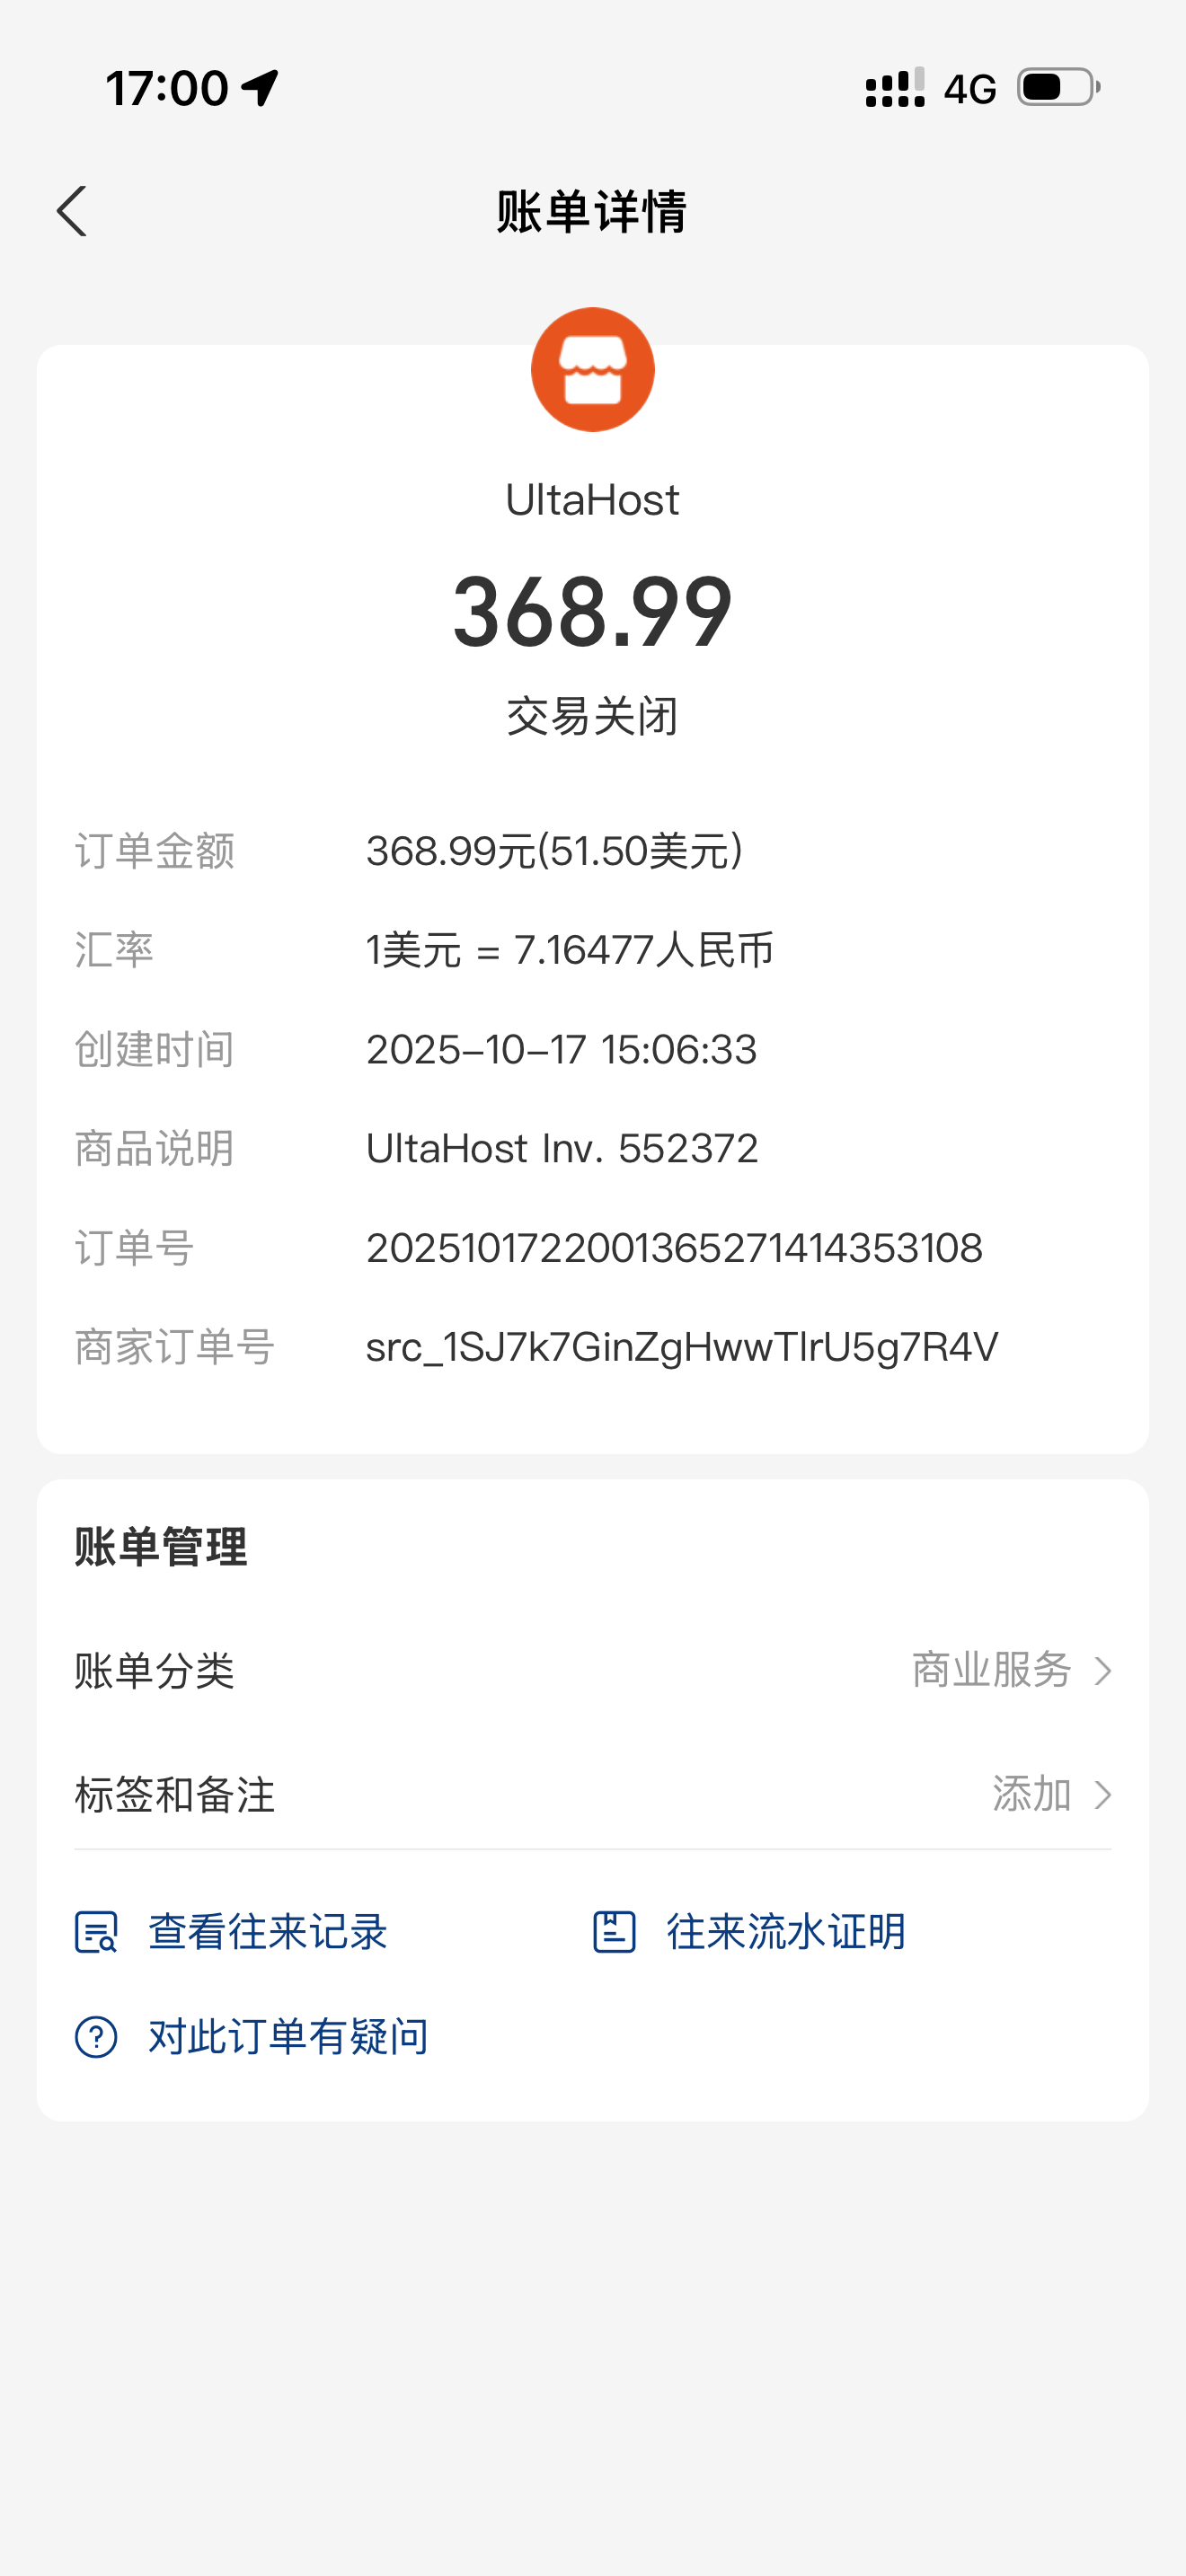 17:00 4G
账单详情
UltaHost
368.99
交易关闭
订单金额 368.99元(51.50美元)
汇率 1美元 = 7.16477人民币
创建时间 2025-10-17 15:06:33
商品说明 UltaHost Inv. 552372
订单号 2025101722001365271414353108
商家订单号 src_1SJ7k7GinZgHwwTlrU5g7R4V
账单管理
账单分类 商业服务
标签和备注 添加
查看往来记录 往来流水证明
对此订单有疑问